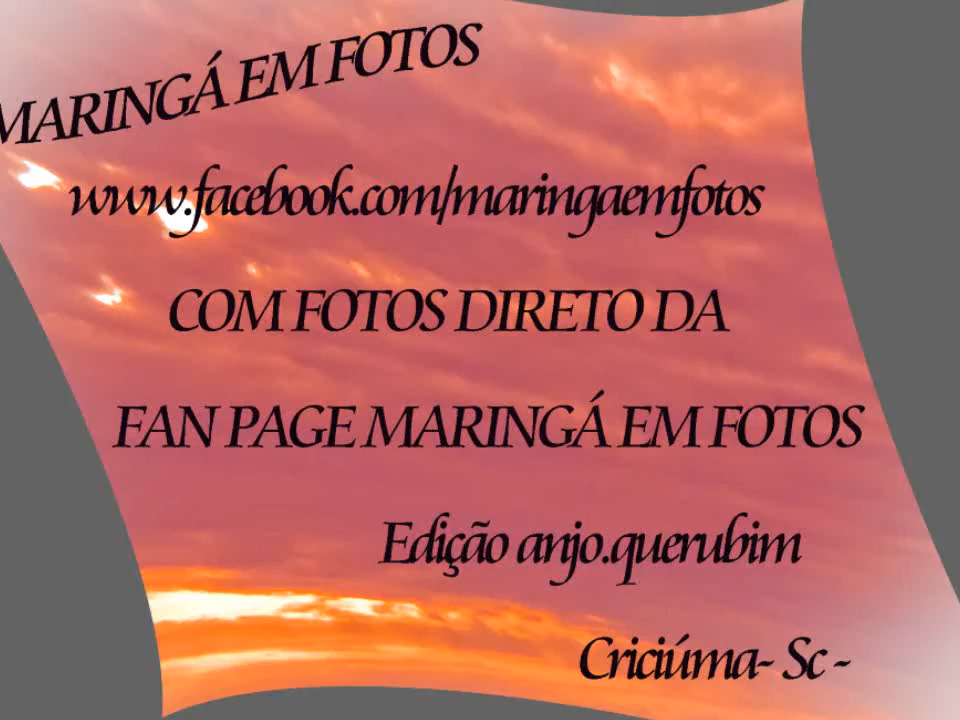 MARINGÁ EM FOTOS
www.facebook.com/maringaemfotos
COM FOTOS DIRETO DA
FAN PAGE MARINGÁ EM FOTOS
Edição anjo.querubim
Criciúma- Sc -